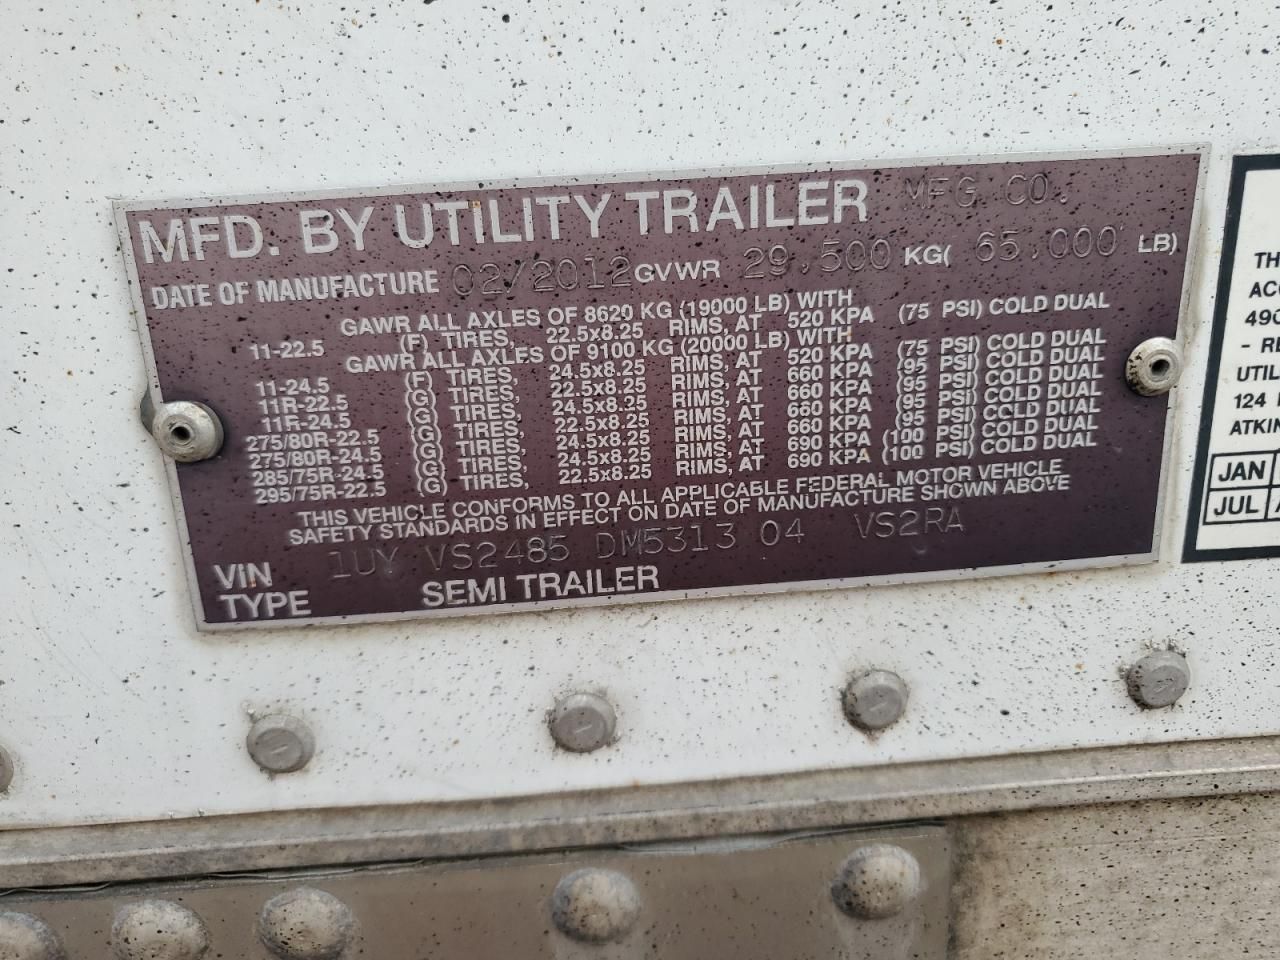 MFD. BY UTILITY TRAILER MFG. CO.
DATE OF MANUFACTURE 02/2012 GVWR 29,500 KG( 65,000 LB)
GAWR ALL AXLES OF 8620 KG (19000 LB) WITH
11-22.5 (F) TIRES, 22.5x8.25 RIMS, AT 520 KPA (75 PSI) COLD DUAL
GAWR ALL AXLES OF 9100 KG (20000 LB) WITH
11-24.5 (F) TIRES, 24.5x8.25 RIMS, AT 520 KPA (75 PSI) COLD DUAL
11R-22.5 (G) TIRES, 22.5x8.25 RIMS, AT 660 KPA (95 PSI) COLD DUAL
11R-24.5 (G) TIRES, 24.5x8.25 RIMS, AT 660 KPA (95 PSI) COLD DUAL
275/80R-22.5 (G) TIRES, 22.5x8.25 RIMS, AT 660 KPA (95 PSI) COLD DUAL
275/80R-24.5 (G) TIRES, 24.5x8.25 RIMS, AT 660 KPA (95 PSI) COLD DUAL
285/75R-24.5 (G) TIRES, 24.5x8.25 RIMS, AT 690 KPA (100 PSI) COLD DUAL
295/75R-22.5 (G) TIRES, 22.5x8.25 RIMS, AT 690 KPA (100 PSI) COLD DUAL
THIS VEHICLE CONFORMS TO ALL APPLICABLE FEDERAL MOTOR VEHICLE
SAFETY STANDARDS IN EFFECT ON DATE OF MANUFACTURE SHOWN ABOVE
VIN 1UY VS2485 DM5313 04 VS2RA
TYPE SEMI TRAILER
TH
ACC
490
- RE
UTIL
124
ATKIN
JAN
JUL